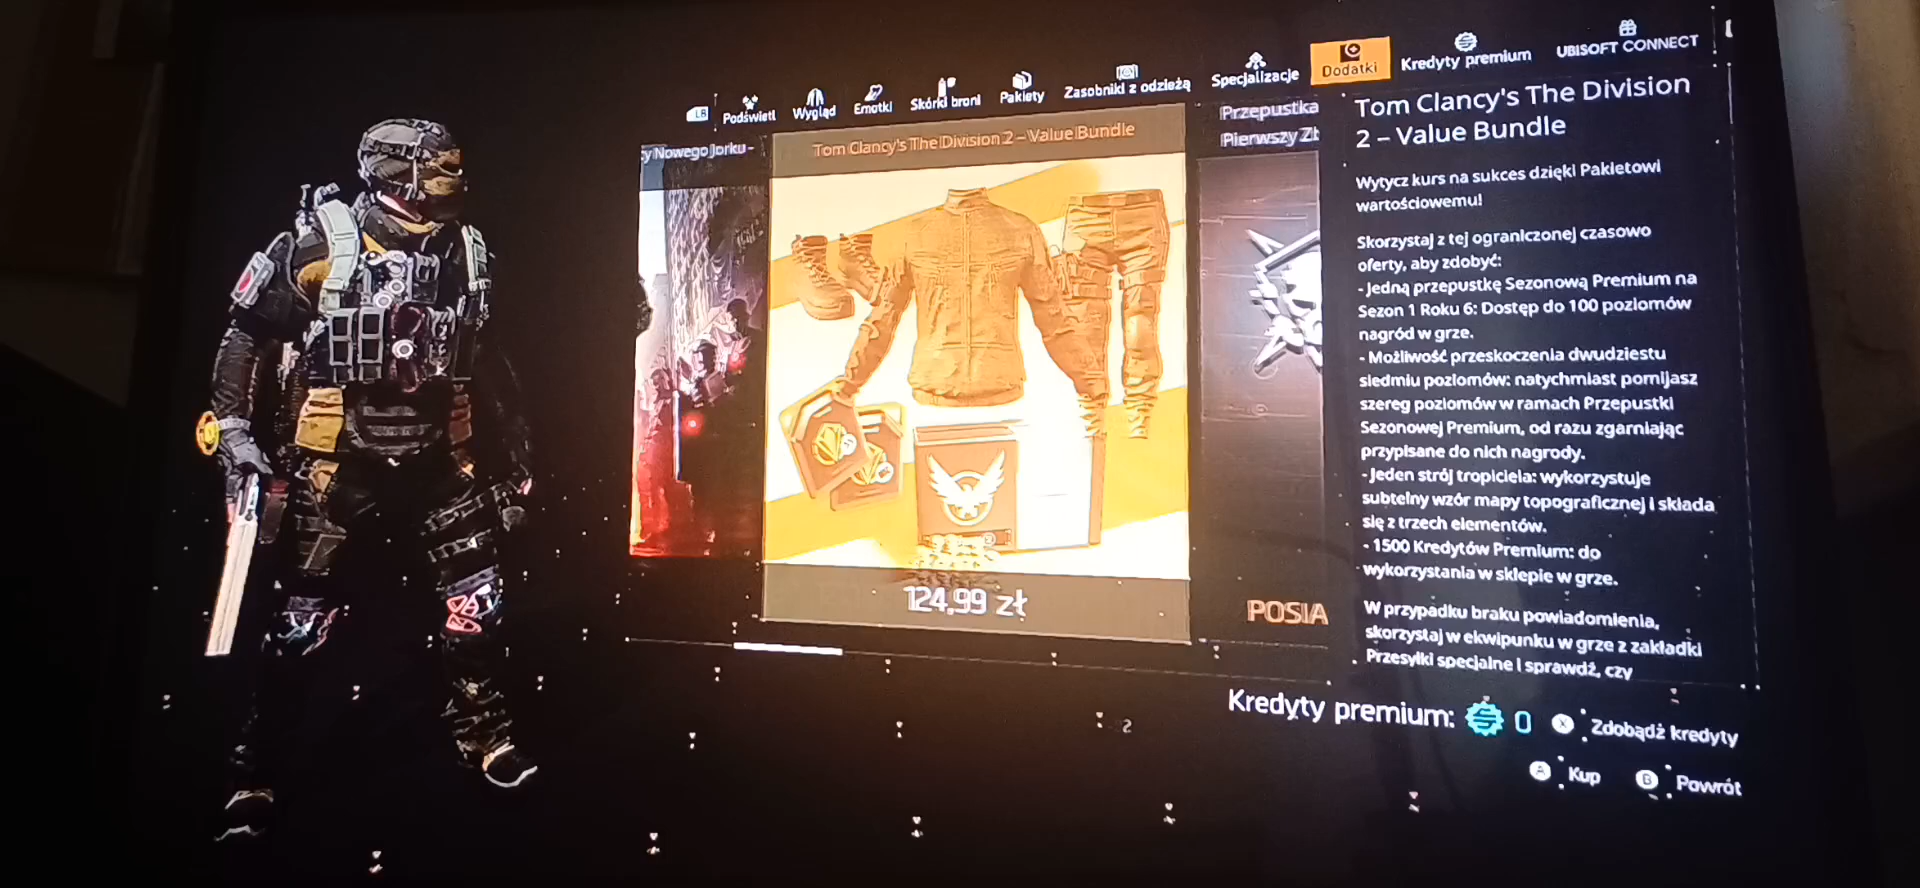 LB
Podświetl
Wygląd
Emotki
Skórki broni
Pakiety
Zasobniki z odzieżą
Specjalizacje
Dodatki
Kredyty premium
UBISOFT CONNECT
y Nowego Jorku -
Tom Clancy's The Division 2 – Value Bundle
124,99 zł
Przepustka
Pierwszy Zł
POSIA
Tom Clancy's The Division
2 – Value Bundle
Wytycz kurs na sukces dzięki Pakietowi
wartościowemu!
Skorzystaj z tej ograniczonej czasowo
oferty, aby zdobyć:
- Jedną przepustkę Sezonową Premium na
Sezon 1 Roku 6: Dostęp do 100 poziomów
nagród w grze.
- Możliwość przeskoczenia dwudziestu
siedmiu poziomów: natychmiast pomijasz
szereg poziomów w ramach Przepustki
Sezonowej Premium, od razu zgarniając
przypisane do nich nagrody.
- Jeden strój tropiciela: wykorzystuje
subtelny wzór mapy topograficznej i składa
się z trzech elementów.
- 1500 Kredytów Premium: do
wykorzystania w sklepie w grze.
W przypadku braku powiadomienia,
skorzystaj w ekwipunku w grze z zakładki
Przesyłki specjalne i sprawdź, czy
Kredyty premium: 0
X Zdobądź kredyty
A Kup
B Powrót